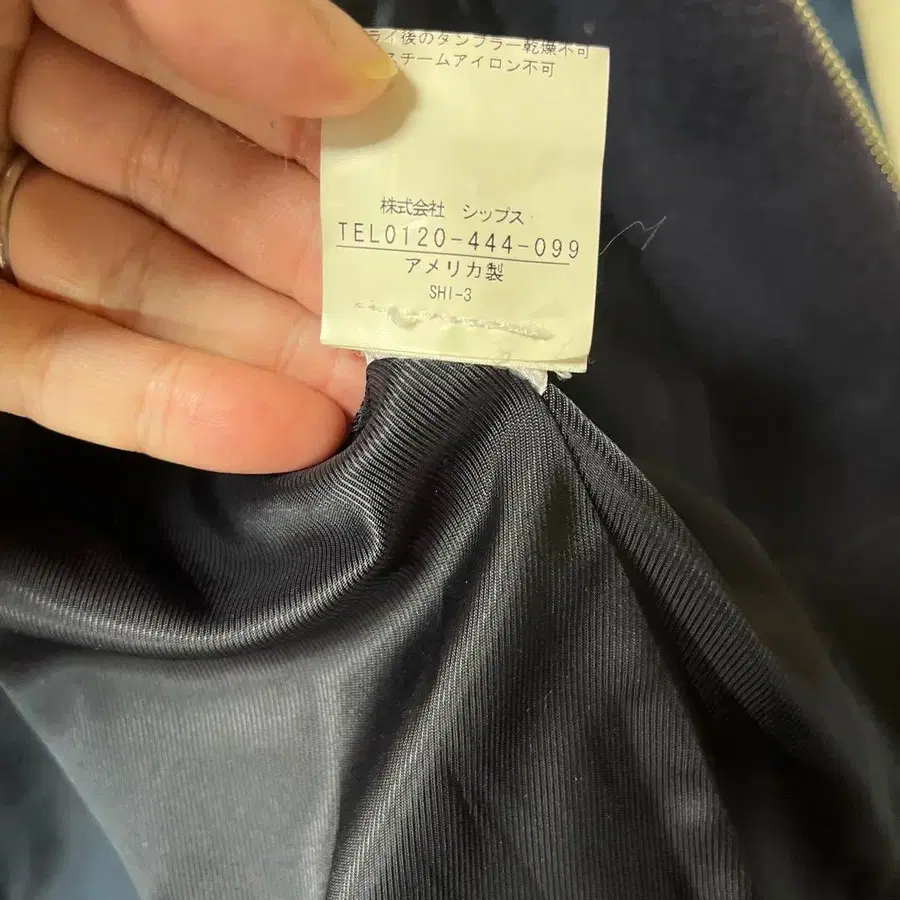 ライ後のタンブラー乾燥不可
スチームアイロン不可
株式会社 シップス
TEL0120-444-099
アメリカ製
SHI-3